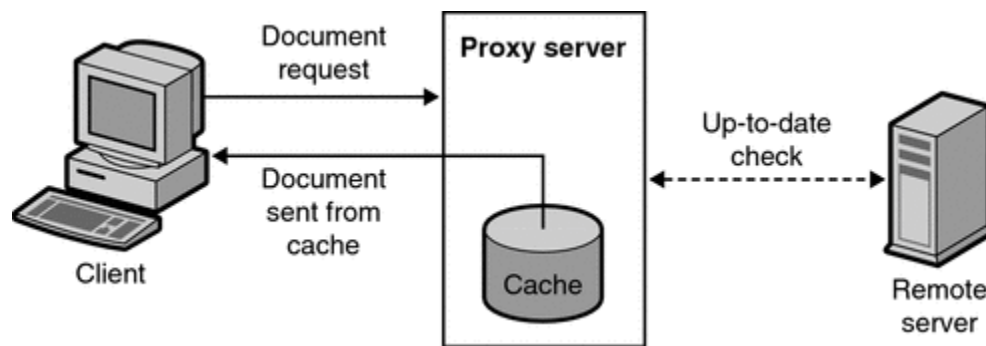 Document
request
Proxy server
Up-to-date
check
Document
sent from
cache
Client
Cache
Remote
server